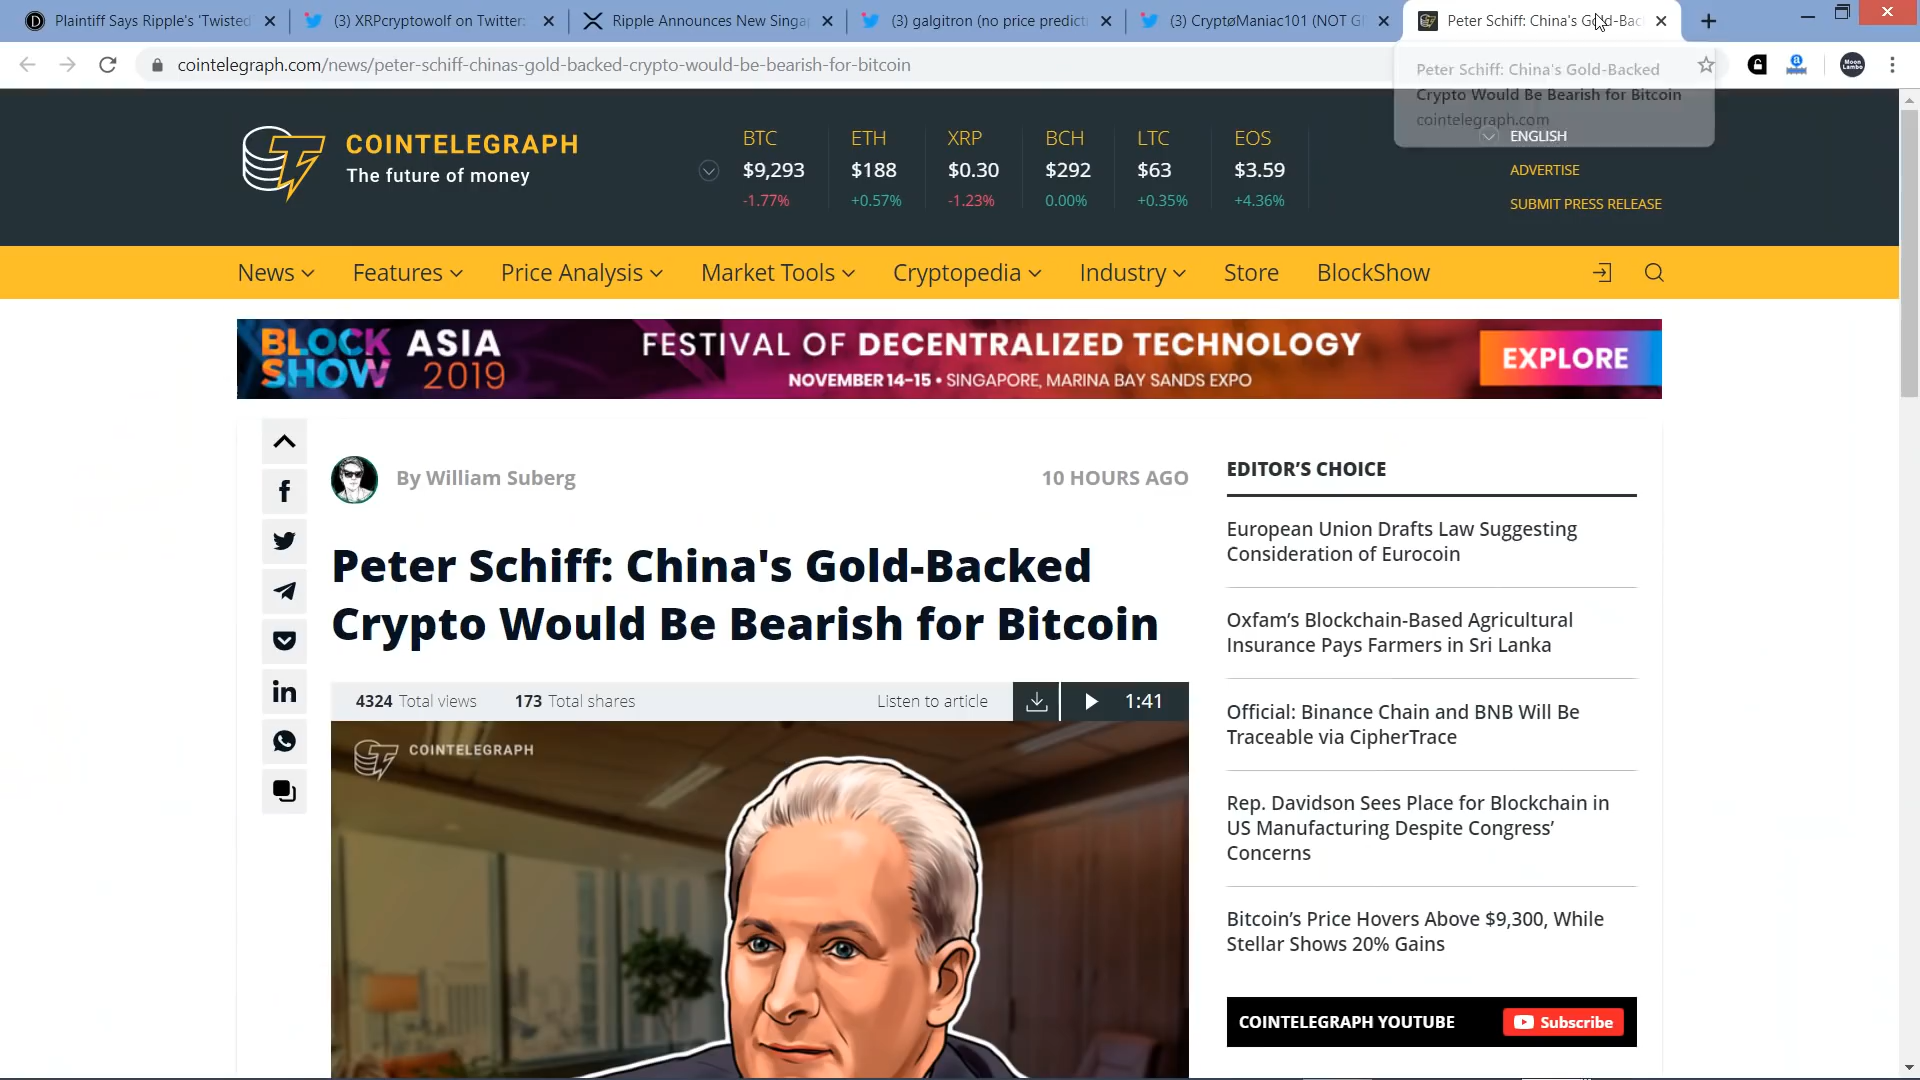 Plaintiff Says Ripple's 'Twisted
(3) XRPcryptowolf on Twitter:
Ripple Announces New Singa
(3) galgitron (no price predict
(3) CryptøManiac101 (NOT GI
Peter Schiff: China's Gold-Bac
cointelegraph.com/news/peter-schiff-chinas-gold-backed-crypto-would-be-bearish-for-bitcoin
Peter Schiff: China's Gold-Backed
Crypto Would Be Bearish for Bitcoin
cointelegraph.com
Moon
Lambo
COINTELEGRAPH
The future of money
BTC
$9,293
-1.77%
ETH
$188
+0.57%
XRP
$0.30
-1.23%
BCH
$292
0.00%
LTC
$63
+0.35%
EOS
$3.59
+4.36%
ENGLISH
ADVERTISE
SUBMIT PRESS RELEASE
News
Features
Price Analysis
Market Tools
Cryptopedia
Industry
Store
BlockShow
BLOCK
SHOW
ASIA
2019
FESTIVAL OF DECENTRALIZED TECHNOLOGY
NOVEMBER 14-15 • SINGAPORE, MARINA BAY SANDS EXPO
EXPLORE
By William Suberg
10 HOURS AGO
Peter Schiff: China's Gold-Backed
Crypto Would Be Bearish for Bitcoin
4324 Total views
173 Total shares
Listen to article
1:41
COINTELEGRAPH
EDITOR'S CHOICE
European Union Drafts Law Suggesting
Consideration of Eurocoin
Oxfam's Blockchain-Based Agricultural
Insurance Pays Farmers in Sri Lanka
Official: Binance Chain and BNB Will Be
Traceable via CipherTrace
Rep. Davidson Sees Place for Blockchain in
US Manufacturing Despite Congress'
Concerns
Bitcoin's Price Hovers Above $9,300, While
Stellar Shows 20% Gains
COINTELEGRAPH YOUTUBE
Subscribe